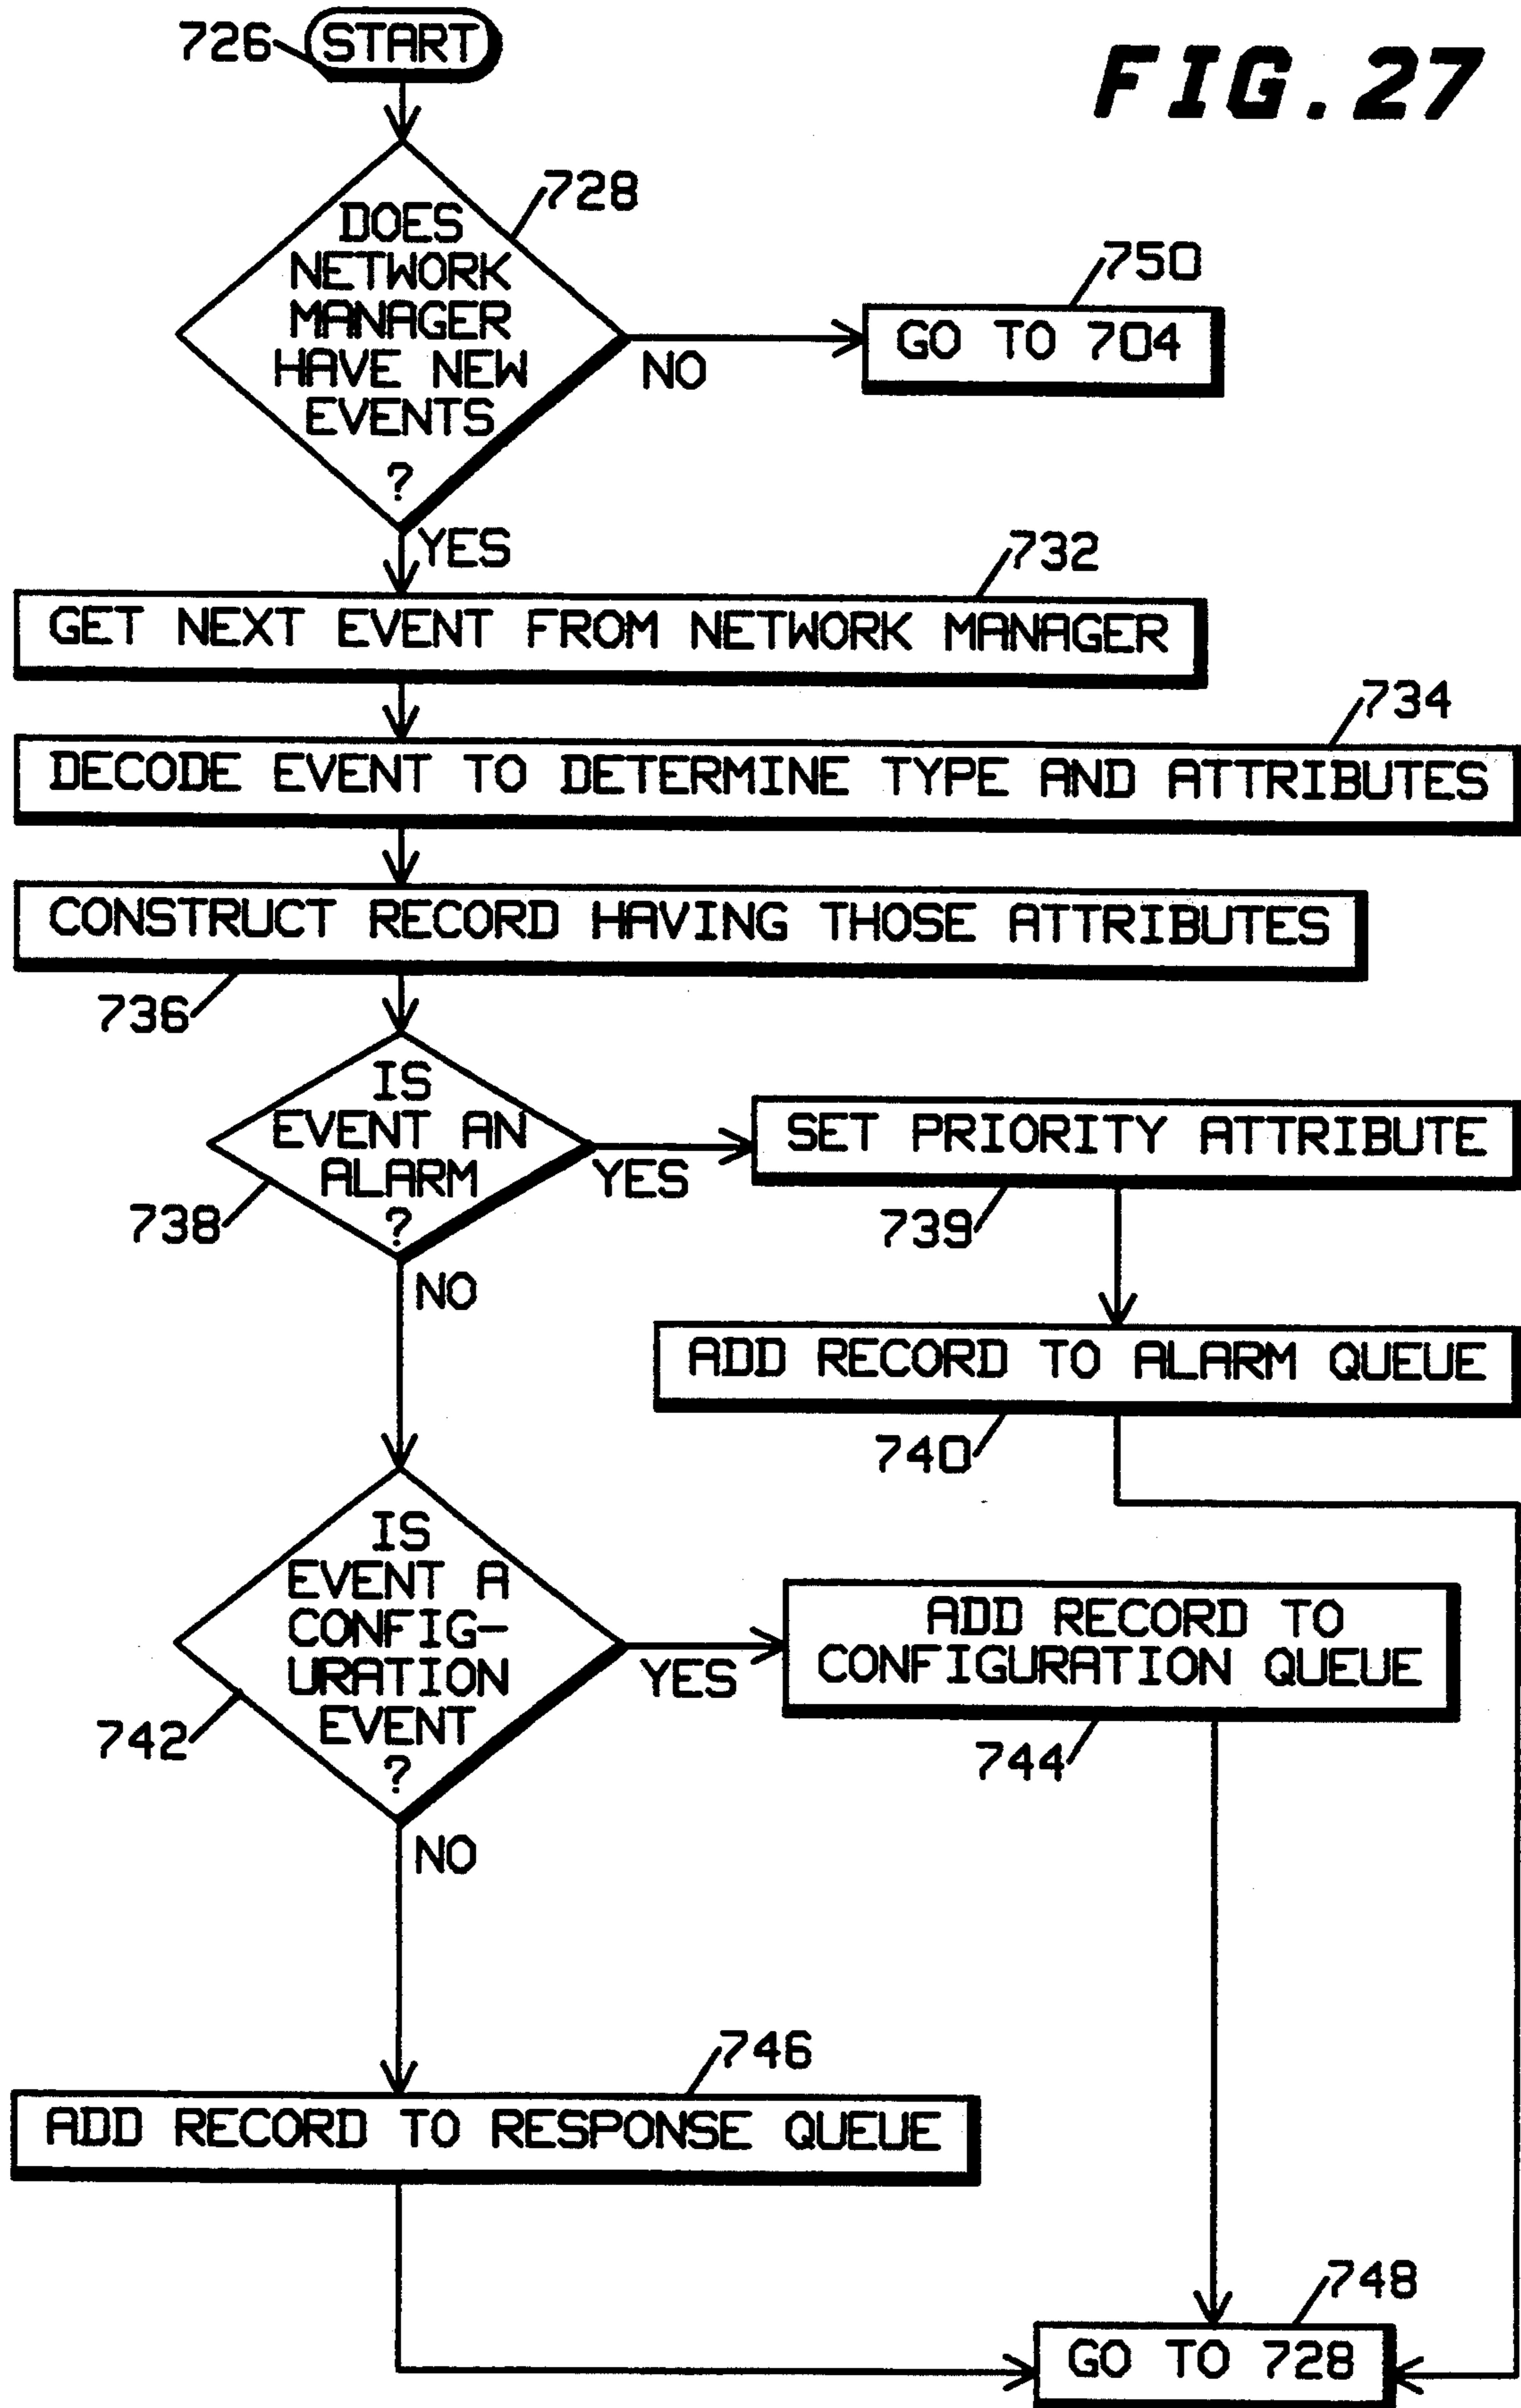 726
START
FIG.27
DOES
NETWORK
MANAGER
HAVE NEW
EVENTS
?
728
NO
750
GO TO 704
YES
732
GET NEXT EVENT FROM NETWORK MANAGER
734
DECODE EVENT TO DETERMINE TYPE AND ATTRIBUTES
CONSTRUCT RECORD HAVING THOSE ATTRIBUTES
736
IS
EVENT AN
ALARM
?
738
YES
SET PRIORITY ATTRIBUTE
739
NO
ADD RECORD TO ALARM QUEUE
740
IS
EVENT A
CONFIG-
URATION
EVENT
?
742
YES
ADD RECORD TO
CONFIGURATION QUEUE
744
NO
746
ADD RECORD TO RESPONSE QUEUE
748
GO TO 728